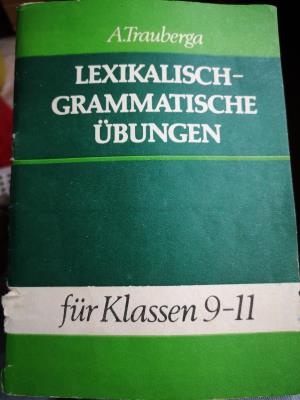 A.Trauberga
LEXIKALISCH-
GRAMMATISCHE
ÜBUNGEN
für Klassen 9-11